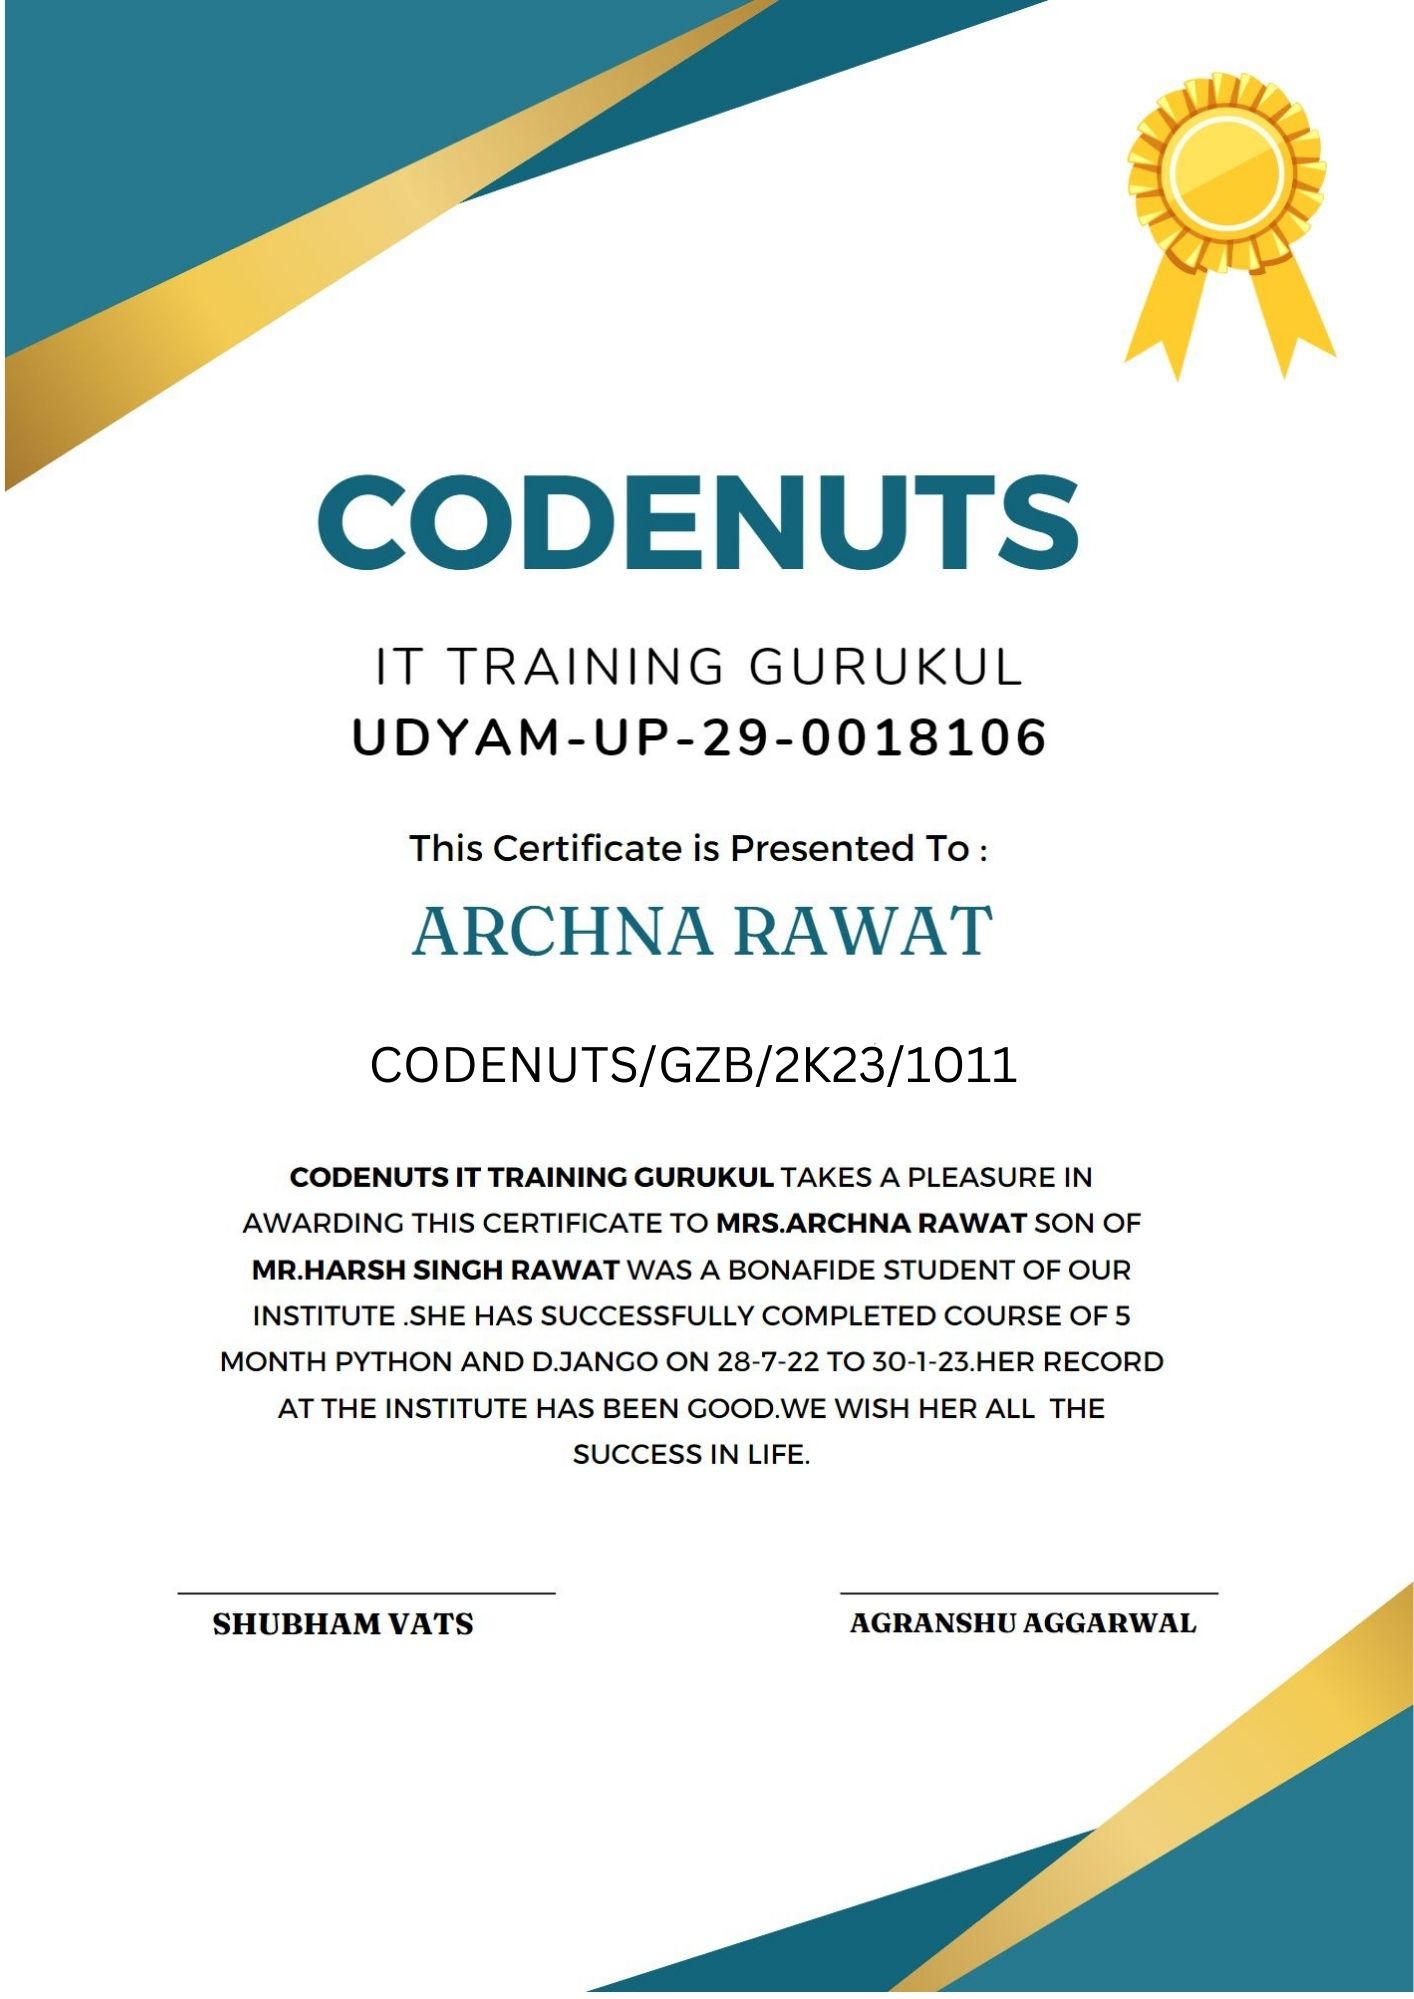 CODENUTS
IT TRAINING GURUKUL
UDYAM-UP-29-0018106
This Certificate is Presented To :
ARCHNA RAWAT
CODENUTS/GZB/2K23/1011
CODENUTS IT TRAINING GURUKUL TAKES A PLEASURE IN
AWARDING THIS CERTIFICATE TO MRS.ARCHNA RAWAT SON OF
MR.HARSH SINGH RAWAT WAS A BONAFIDE STUDENT OF OUR
INSTITUTE .SHE HAS SUCCESSFULLY COMPLETED COURSE OF 5
MONTH PYTHON AND D.JANGO ON 28-7-22 TO 30-1-23.HER RECORD
AT THE INSTITUTE HAS BEEN GOOD.WE WISH HER ALL  THE
SUCCESS IN LIFE.
SHUBHAM VATS
AGRANSHU AGGARWAL